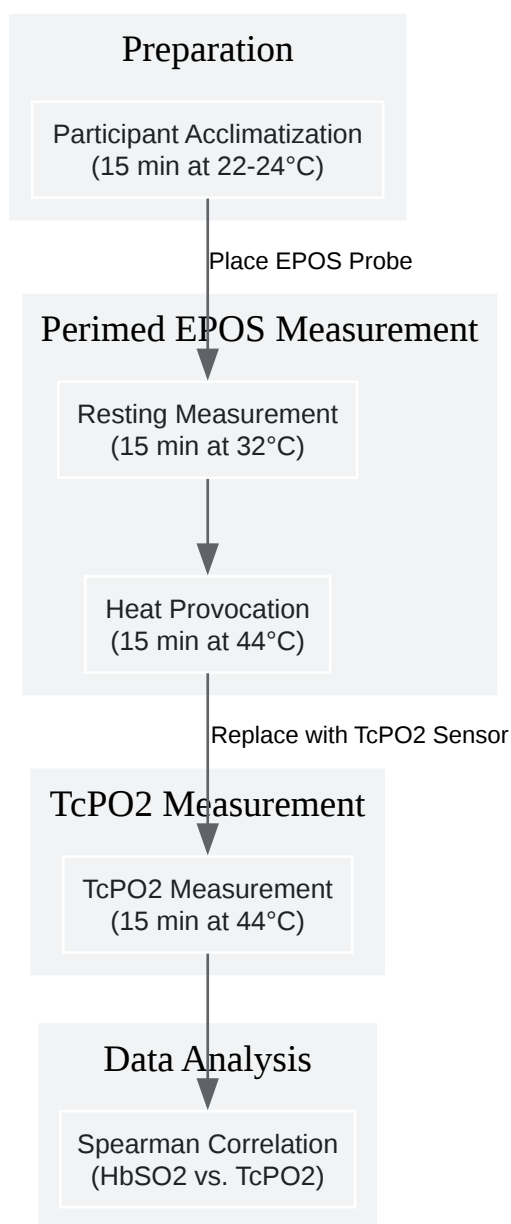 Preparation
Participant Acclimatization
(15 min at 22-24°C)
Place EPOS Probe
Perimed EPOS Measurement
Resting Measurement
(15 min at 32°C)
Heat Provocation
(15 min at 44°C)
Replace with TcPO2 Sensor
TcPO2 Measurement
TcPO2 Measurement
(15 min at 44°C)
Data Analysis
Spearman Correlation
(HbSO2 vs. TcPO2)